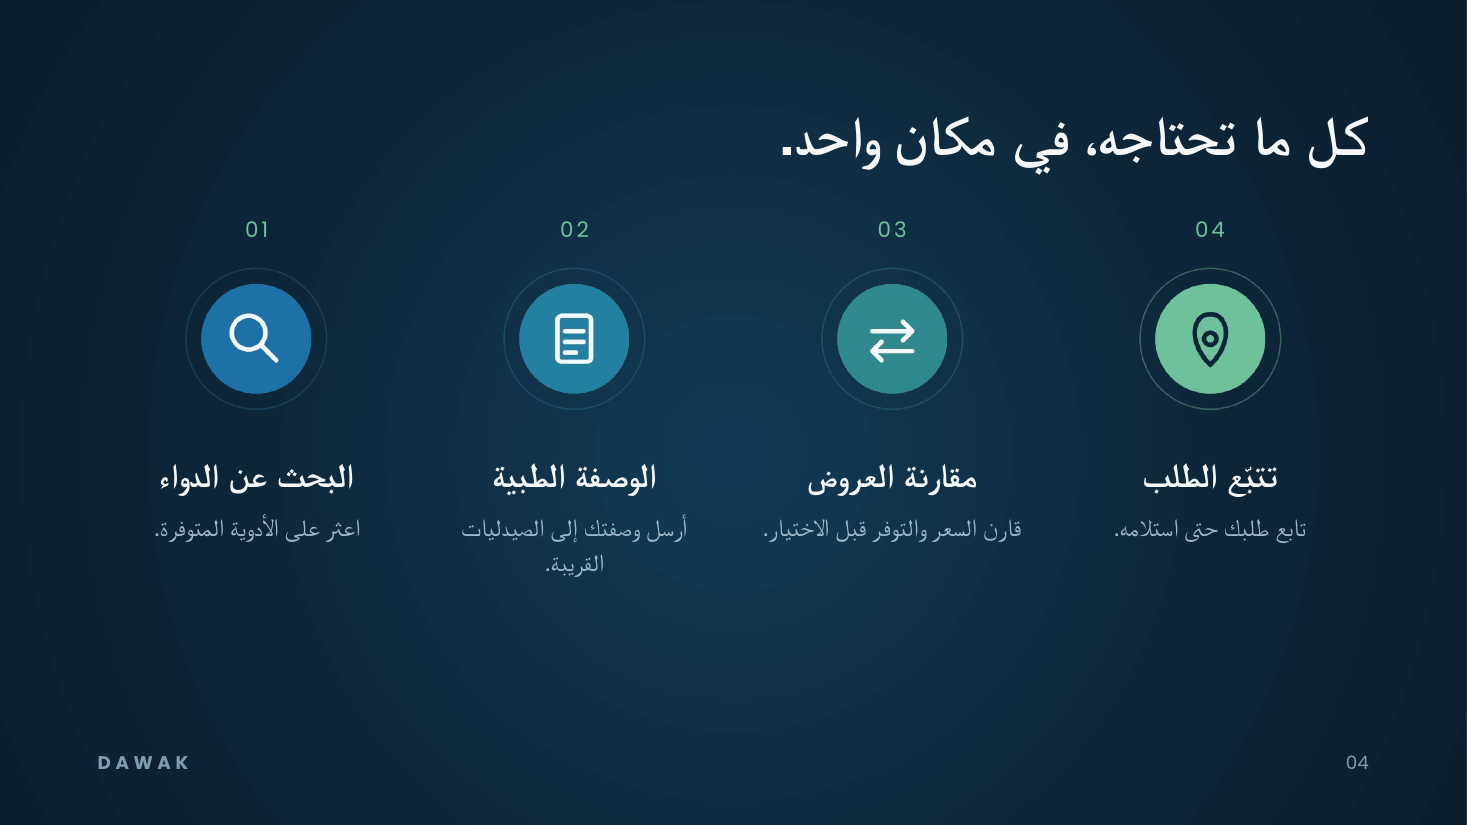 كل ما تحتاجه، في مكان واحد.
01
البحث عن الدواء
اعثر على الأدوية المتوفرة.
02
الوصفة الطبية
أرسل وصفتك إلى الصيدليات
القريبة.
03
مقارنة العروض
قارن السعر والتوفر قبل الاختيار.
04
تتبّع الطلب
تابع طلبك حتى استلامه.
DAWAK
04